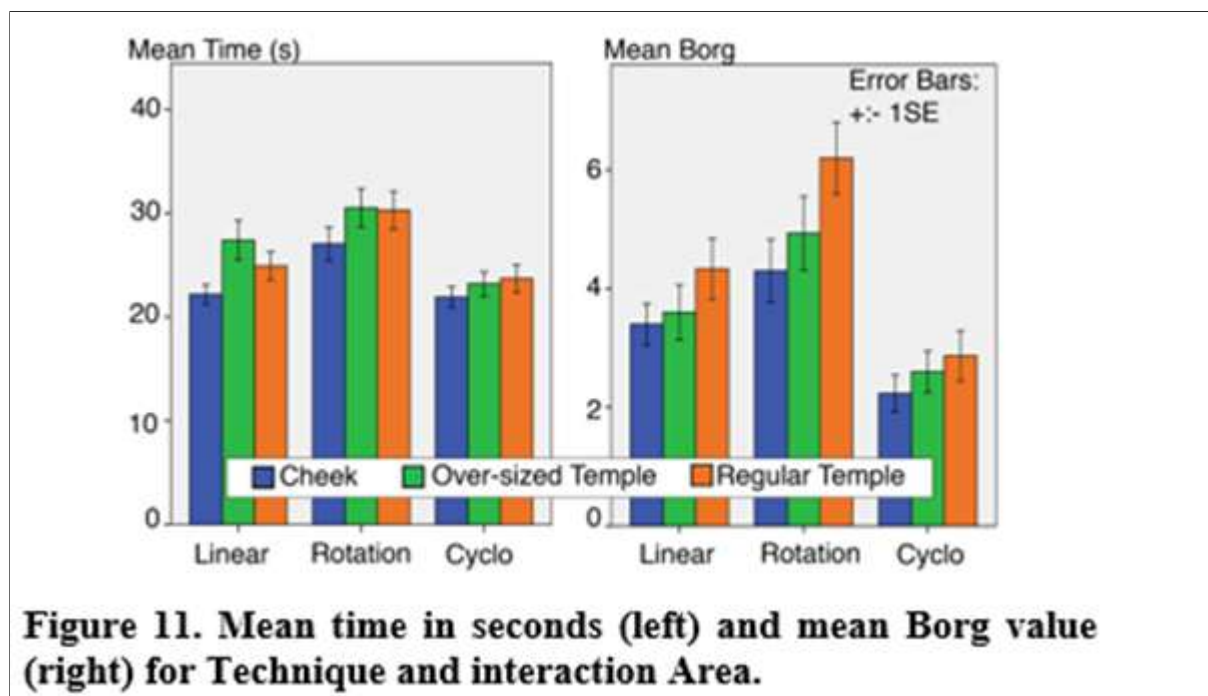 Mean Time (s)
40
30
20
10
0
Linear Rotation Cyclo
Mean Borg
Error Bars:
+:- 1SE
6
4
2
0
Linear Rotation Cyclo
Cheek Over-sized Temple Regular Temple
Figure 11. Mean time in seconds (left) and mean Borg value
(right) for Technique and interaction Area.